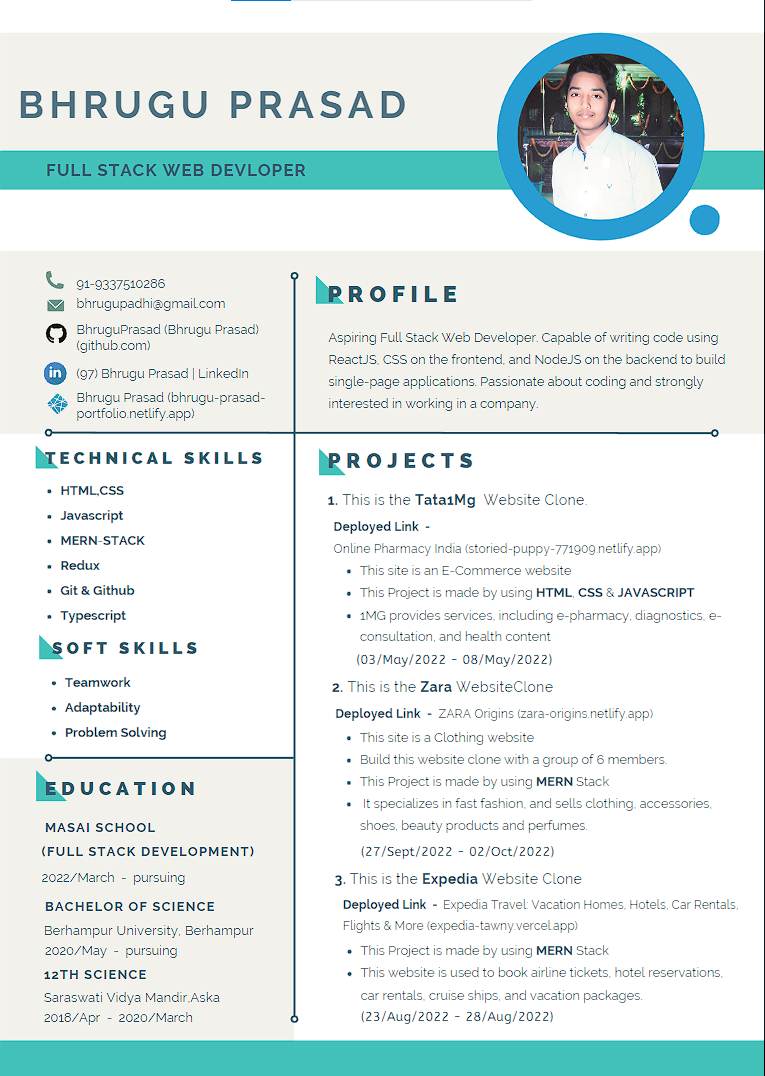 BHRUGU PRASAD
FULL STACK WEB DEVLOPER
91-9337510286
bhrugupadhi@gmail.com
BhruguPrasad (Bhrugu Prasad)
(github.com)
in
(97) Bhrugu Prasad | LinkedIn
Bhrugu Prasad (bhrugu-prasad-
portfolio.netlify.app)
PROFILE
Aspiring Full Stack Web Developer. Capable of writing code using
ReactJS, CSS on the frontend, and NodeJS on the backend to build
single-page applications. Passionate about coding and strongly
interested in working in a company.
TECHNICAL SKILLS
• HTML,CSS
• Javascript
• MERN-STACK
• Redux
• Git & Github
• Typescript
SOFT SKILLS
• Teamwork
• Adaptability
• Problem Solving
EDUCATION
MASAI SCHOOL
(FULL STACK DEVELOPMENT)
2022/March - pursuing
BACHELOR OF SCIENCE
Berhampur University, Berhampur
2020/May - pursuing
12TH SCIENCE
Saraswati Vidya Mandir,Aska
2018/Apr - 2020/March
PROJECTS
1. This is the Tata1Mg Website Clone.
Deployed Link -
Online Pharmacy India (storied-puppy-771909.netlify.app)
• This site is an E-Commerce website
• This Project is made by using HTML, CSS & JAVASCRIPT
• 1MG provides services, including e-pharmacy, diagnostics, e-
consultation, and health content
(03/May/2022 - 08/May/2022)
2. This is the Zara WebsiteClone
Deployed Link - ZARA Origins (zara-origins.netlify.app)
• This site is a Clothing website
• Build this website clone with a group of 6 members.
• This Project is made by using MERN Stack
• It specializes in fast fashion, and sells clothing, accessories,
shoes, beauty products and perfumes.
(27/Sept/2022 - 02/Oct/2022)
3. This is the Expedia Website Clone
Deployed Link - Expedia Travel: Vacation Homes, Hotels, Car Rentals,
Flights & More (expedia-tawny.vercel.app)
• This Project is made by using MERN Stack
• This website is used to book airline tickets, hotel reservations,
car rentals, cruise ships, and vacation packages.
(23/Aug/2022 - 28/Aug/2022)